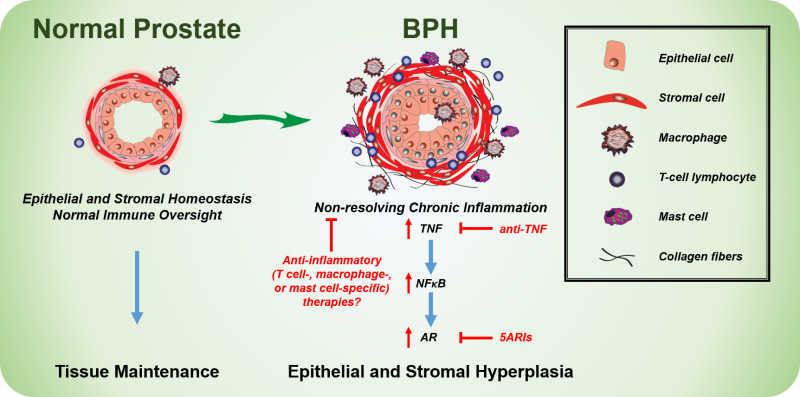 Normal Prostate
BPH
Epithelial and Stromal Homeostasis
Normal Immune Oversight
Tissue Maintenance
Non-resolving Chronic Inflammation
TNF
anti-TNF
Anti-inflammatory
(T cell-, macrophage-,
or mast cell-specific)
therapies?
NFκB
AR
5ARIs
Epithelial and Stromal Hyperplasia
Epithelial cell
Stromal cell
Macrophage
T-cell lymphocyte
Mast cell
Collagen fibers